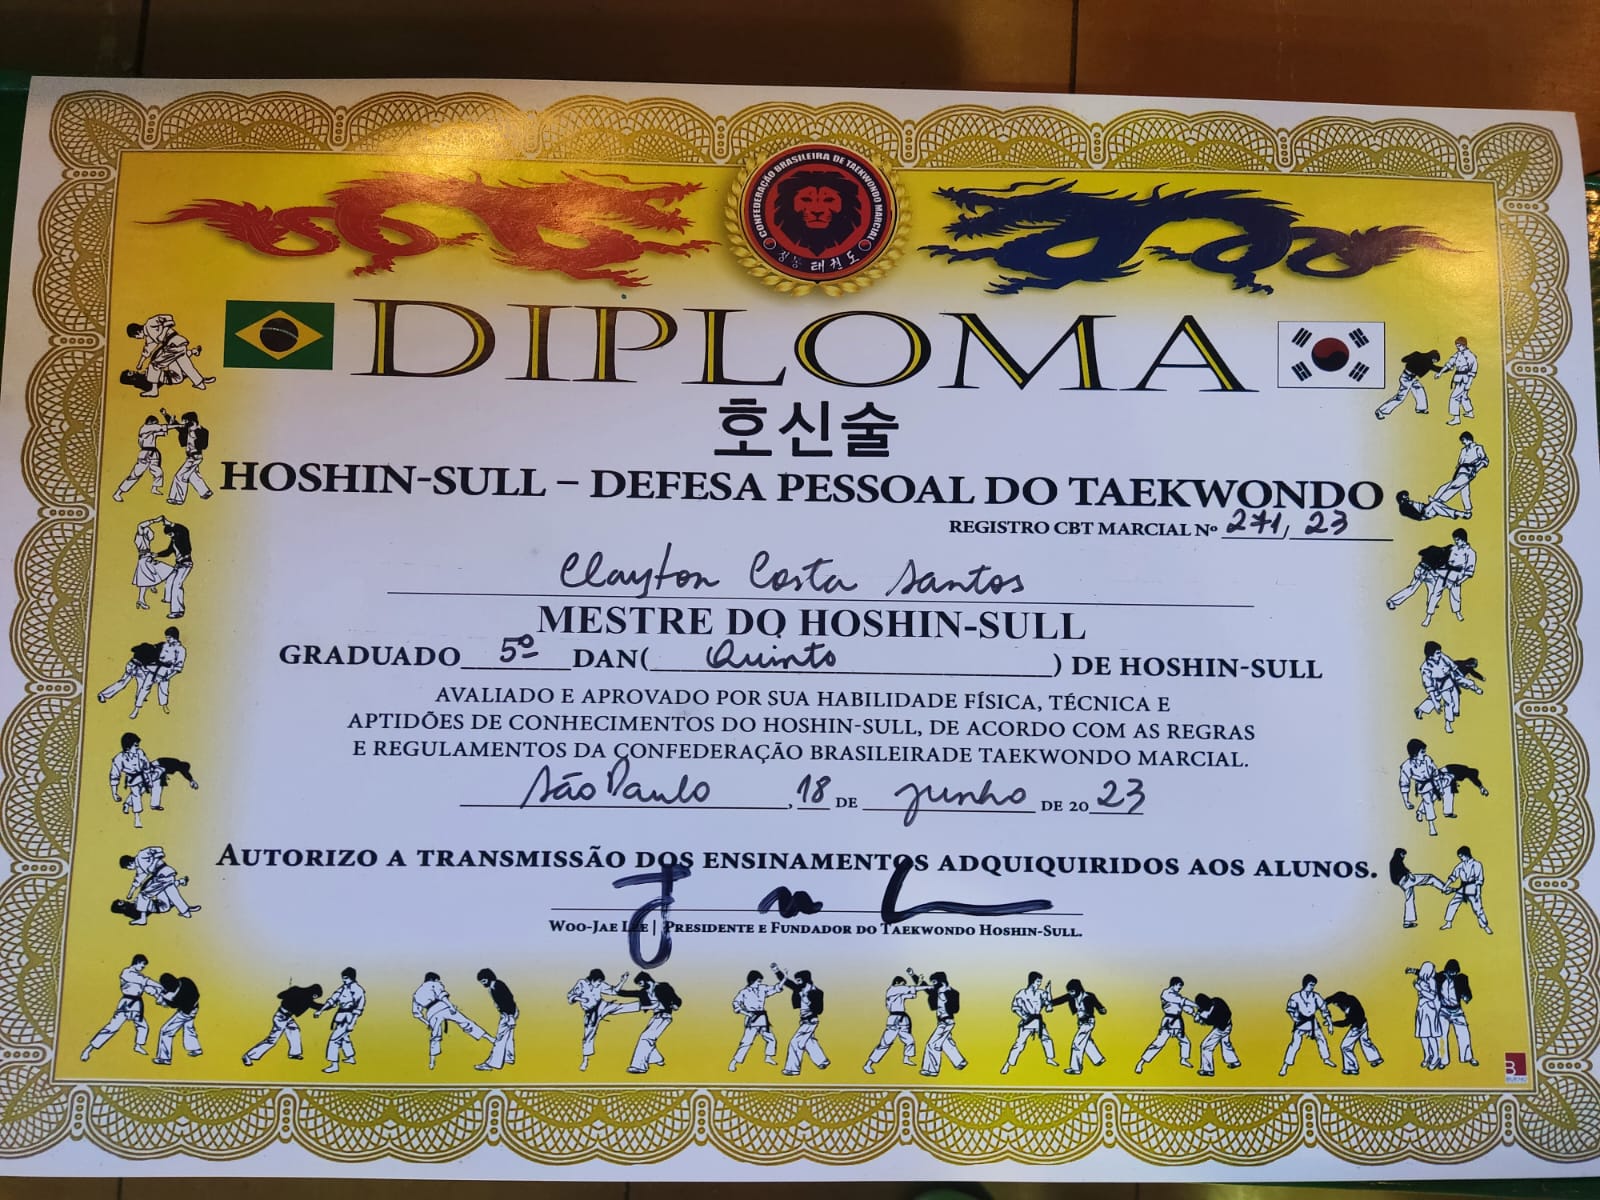 CONFEDERAÇÃO BRASILEIRA DE TAEKWONDO MARCIAL
태권도
DIPLOMA
호신술
HOSHIN-SULL – DEFESA PESSOAL DO TAEKWONDO
REGISTRO CBT MARCIAL Nº 271/23
Clayton Costa Santos
MESTRE DO HOSHIN-SULL
GRADUADO 5º DAN( Quinto ) DE HOSHIN-SULL
AVALIADO E APROVADO POR SUA HABILIDADE FÍSICA, TÉCNICA E
APTIDÕES DE CONHECIMENTOS DO HOSHIN-SULL, DE ACORDO COM AS REGRAS
E REGULAMENTOS DA CONFEDERAÇÃO BRASILEIRADE TAEKWONDO MARCIAL.
São Paulo, 18 DE junho DE 2023
AUTORIZO A TRANSMISSÃO DOS ENSINAMENTOS ADQUIQUIRIDOS AOS ALUNOS.
WOO-JAE LEE | PRESIDENTE E FUNDADOR DO TAEKWONDO HOSHIN-SULL.
BUENO